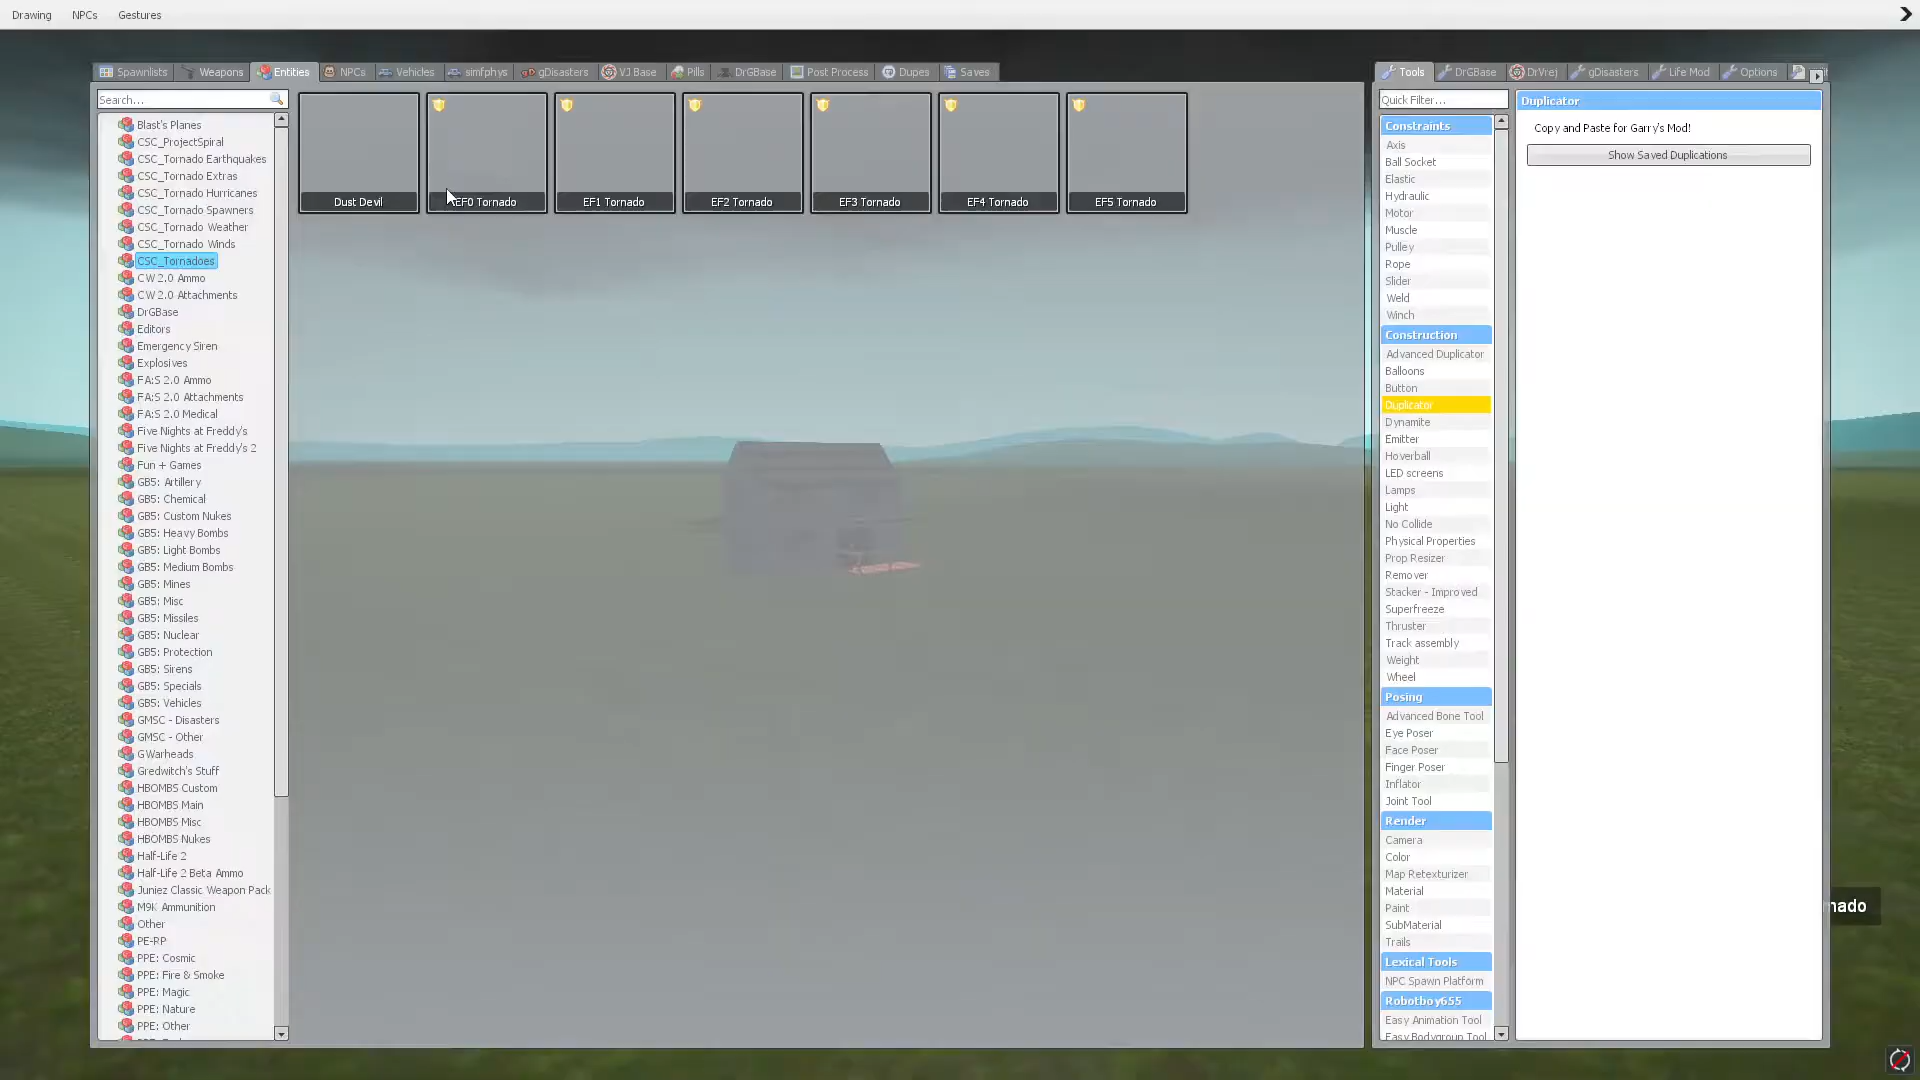 Drawing NPCs Gestures
Spawnlists Weapons Entities NPCs Vehicles simfphys gDisasters VJ Base Pills DrGBase Post Process Dupes Saves
Search...
Blast's Planes
CSC_ProjectSpiral
CSC_Tornado Earthquakes
CSC_Tornado Extras
CSC_Tornado Hurricanes
CSC_Tornado Spawners
CSC_Tornado Weather
CSC_Tornado Winds
CSC_Tornadoes
CW 2.0 Ammo
CW 2.0 Attachments
DrGBase
Editors
Emergency Siren
Explosives
FA:S 2.0 Ammo
FA:S 2.0 Attachments
FA:S 2.0 Medical
Five Nights at Freddy's
Five Nights at Freddy's 2
Fun + Games
GB5: Artillery
GB5: Chemical
GB5: Custom Nukes
GB5: Heavy Bombs
GB5: Light Bombs
GB5: Medium Bombs
GB5: Mines
GB5: Misc
GB5: Missiles
GB5: Nuclear
GB5: Protection
GB5: Sirens
GB5: Specials
GB5: Vehicles
GMSC - Disasters
GMSC - Other
GWarheads
Gredwitch's Stuff
HBOMBS Custom
HBOMBS Main
HBOMBS Misc
HBOMBS Nukes
Half-Life 2
Half-Life 2 Beta Ammo
Juniez Classic Weapon Pack
M9K Ammunition
Other
PE-RP
PPE: Cosmic
PPE: Fire & Smoke
PPE: Magic
PPE: Nature
PPE: Other
Dust Devil EF0 Tornado EF1 Tornado EF2 Tornado EF3 Tornado EF4 Tornado EF5 Tornado
Tools DrGBase DrVrej gDisasters Life Mod Options
Quick Filter...
Constraints
Axis
Ball Socket
Elastic
Hydraulic
Motor
Muscle
Pulley
Rope
Slider
Weld
Winch
Construction
Advanced Duplicator
Balloons
Button
Duplicator
Dynamite
Emitter
Hoverball
LED screens
Lamps
Light
No Collide
Physical Properties
Prop Resizer
Remover
Stacker - Improved
Superfreeze
Thruster
Track assembly
Weight
Wheel
Posing
Advanced Bone Tool
Eye Poser
Face Poser
Finger Poser
Inflator
Joint Tool
Render
Camera
Color
Map Retexturizer
Material
Paint
SubMaterial
Trails
Lexical Tools
NPC Spawn Platform
Robotboy655
Easy Animation Tool
Easy Bodygroup Tool
Duplicator
Copy and Paste for Garry's Mod!
Show Saved Duplications
nado